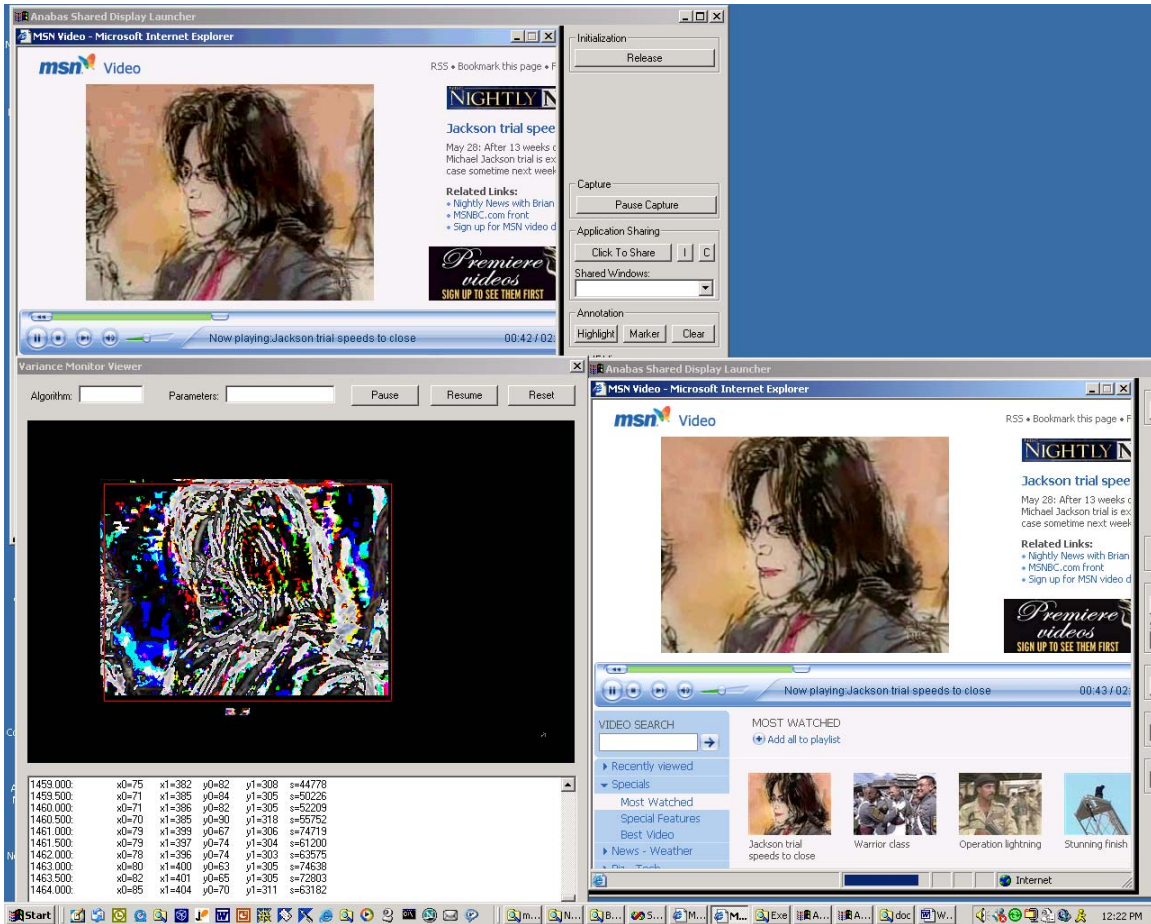 Anabas Shared Display Launcher
MSN Video - Microsoft Internet Explorer
msn Video
RSS • Bookmark this page • F
NIGHTLY N
Jackson trial spee
May 28: After 13 weeks c
Michael Jackson trial is ex
case sometime next week
Related Links:
• Nightly News with Brian
• MSNBC.com front
• Sign up for MSN video d
Premiere
videos
SIGN UP TO SEE THEM FIRST
Now playing:Jackson trial speeds to close 00:42 / 02:
Initialization
Release
Capture
Pause Capture
Application Sharing
Click To Share I C
Shared Windows:
Annotation
Highlight Marker Clear
Variance Monitor Viewer
Algorithm: Parameters: Pause Resume Reset
1459.000: x0=75 x1=382 y0=82 y1=308 s=44778
1459.500: x0=71 x1=385 y0=84 y1=305 s=50226
1460.000: x0=71 x1=386 y0=82 y1=305 s=52209
1460.500: x0=70 x1=385 y0=90 y1=318 s=55752
1461.000: x0=79 x1=399 y0=67 y1=306 s=74719
1461.500: x0=79 x1=397 y0=74 y1=304 s=61200
1462.000: x0=78 x1=396 y0=74 y1=303 s=63575
1463.000: x0=80 x1=400 y0=63 y1=305 s=74638
1463.500: x0=82 x1=401 y0=65 y1=305 s=72803
1464.000: x0=85 x1=404 y0=70 y1=311 s=63182
Anabas Shared Display Launcher
MSN Video - Microsoft Internet Explorer
msn Video
RSS • Bookmark this page • F
NIGHTLY N
Jackson trial spee
May 28: After 13 weeks c
Michael Jackson trial is ex
case sometime next week
Related Links:
• Nightly News with Brian
• MSNBC.com front
• Sign up for MSN video d
Premiere
videos
SIGN UP TO SEE THEM FIRST
Now playing:Jackson trial speeds to close 00:43 / 02:
VIDEO SEARCH
Recently viewed
Specials
Most Watched
Special Features
Best Video
News - Weather
MOST WATCHED
Add all to playlist
Jackson trial
speeds to close
Warrior class
Operation lightning
Stunning finish
Internet
Start m... N... B... S... M... M... Exe A... A... doc W... 12:22 PM